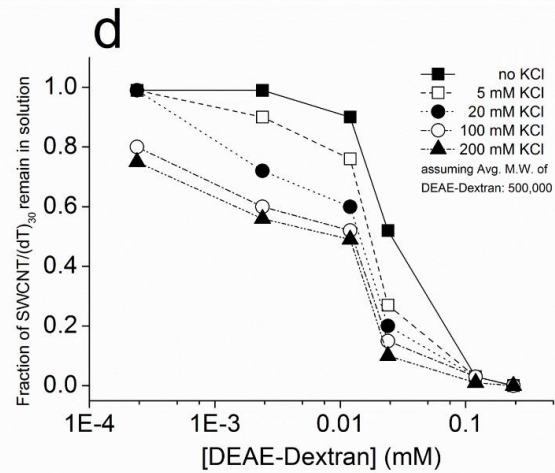 d
Fraction of SWCNT/(dT)30 remain in solution
1.0
0.8
0.6
0.4
0.2
0.0
no KCl
5 mM KCl
20 mM KCl
100 mM KCl
200 mM KCl
assuming Avg. M.W. of
DEAE-Dextran: 500,000
1E-4
1E-3
0.01
0.1
[DEAE-Dextran] (mM)